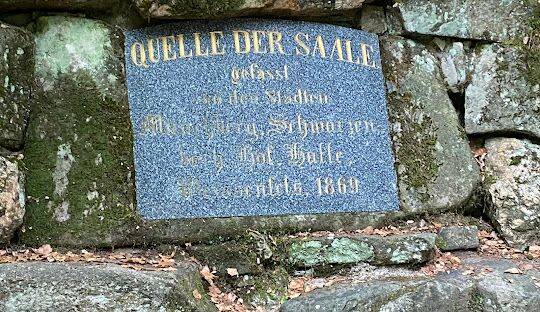 QUELLE DER SAALE
gefasst
von den Städten
Münchberg, Schwarzen
bach, Hof, Halle,
Weissenfels, 1869